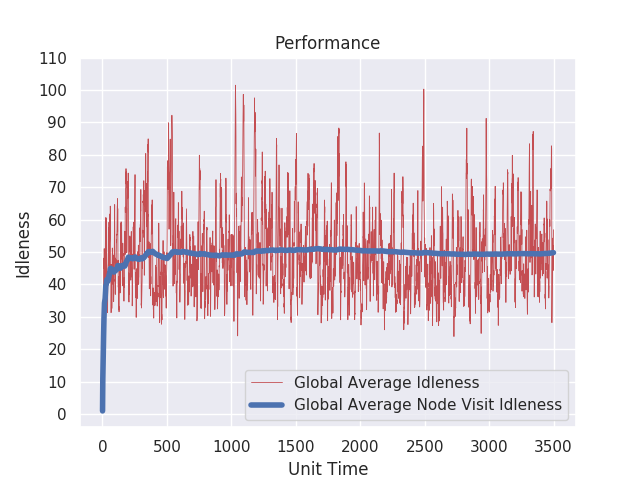 Performance
110
100
90
80
70
60
50
40
30
20
10
0
Idleness
Global Average Idleness
Global Average Node Visit Idleness
0 500 1000 1500 2000 2500 3000 3500
Unit Time